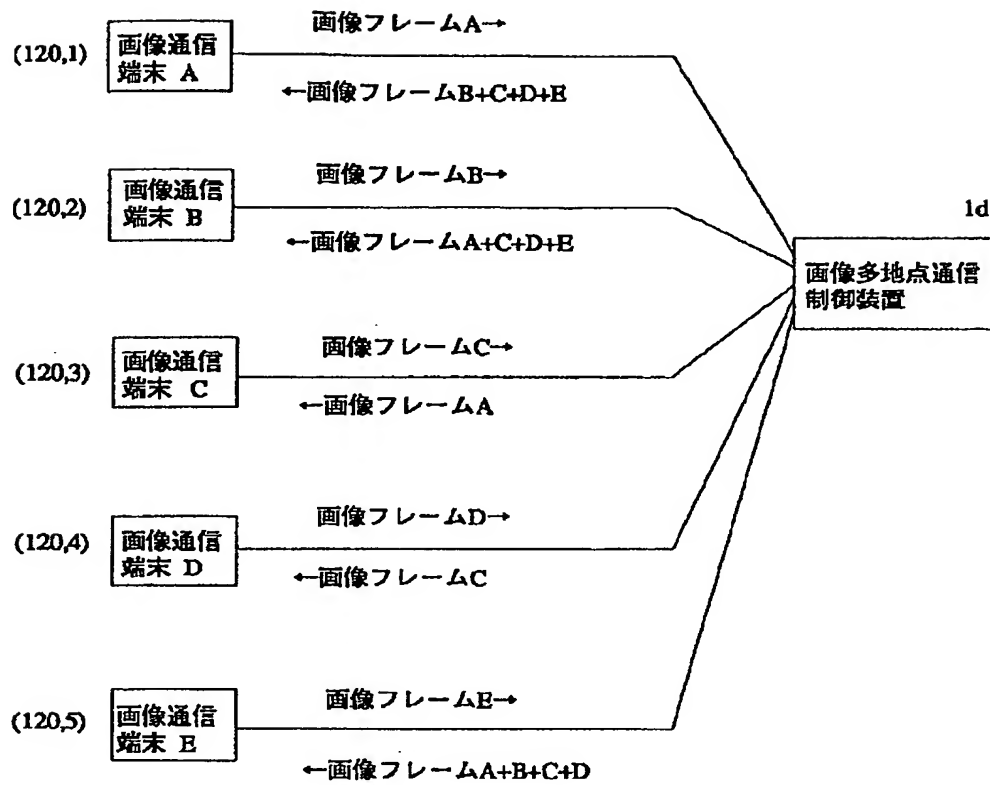 画像フレームA→
(120,1)
画像通信
端末 A
←画像フレームB+C+D+E
画像フレームB→
(120,2)
画像通信
端末 B
←画像フレームA+C+D+E
1d
画像多地点通信
制御装置
画像フレームC→
(120,3)
画像通信
端末 C
←画像フレームA
画像フレームD→
(120,4)
画像通信
端末 D
←画像フレームC
画像フレームE→
(120,5)
画像通信
端末 E
←画像フレームA+B+C+D